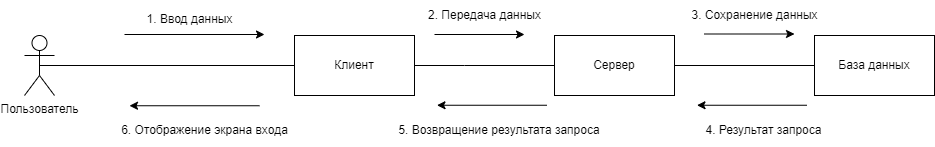 1. Ввод данных
2. Передача данных
3. Сохранение данных
Клиент
Сервер
База данных
Пользователь
6. Отображение экрана входа
5. Возвращение результата запроса
4. Результат запроса